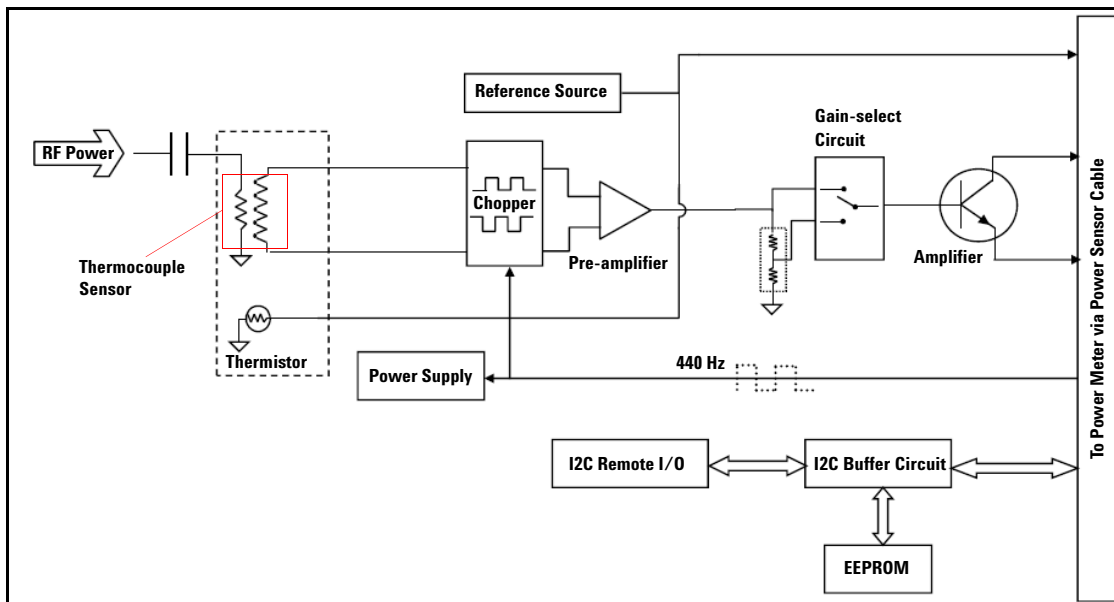 Reference Source
Gain-select
Circuit
RF Power
Chopper
Thermocouple
Sensor
Pre-amplifier
Amplifier
Thermistor
Power Supply
440 Hz
To Power Meter via Power Sensor Cable
I2C Remote I/O
I2C Buffer Circuit
EEPROM